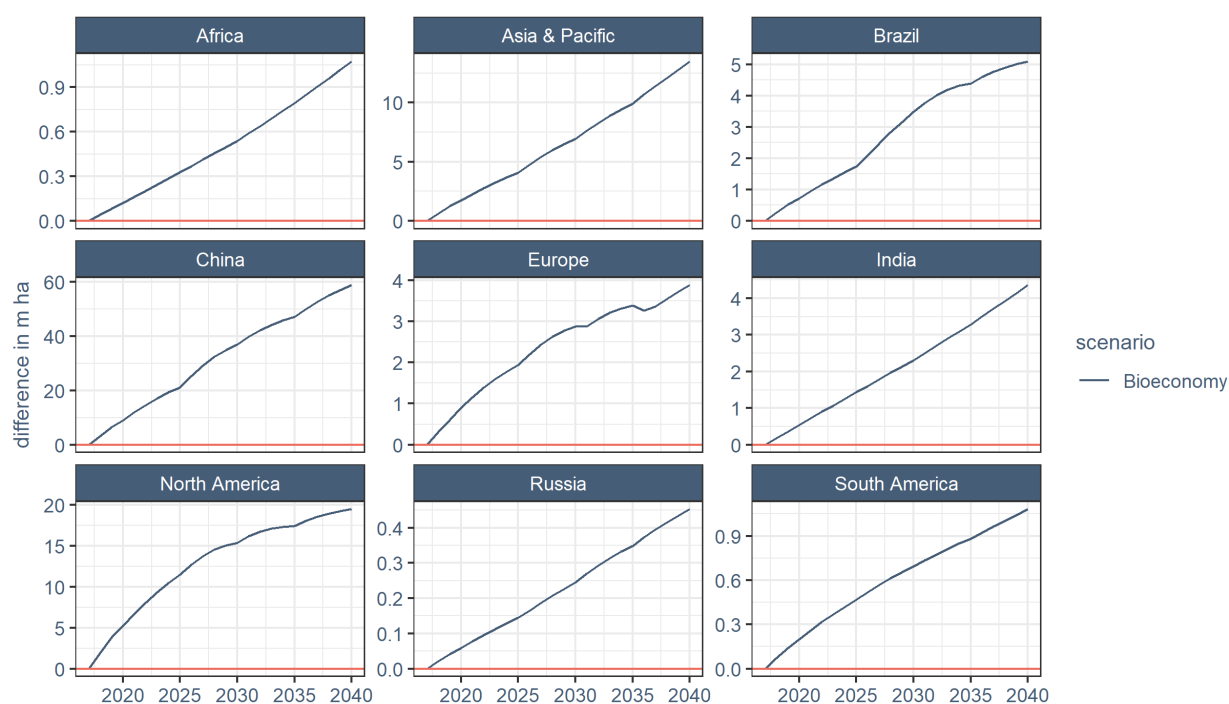 Africa
Asia & Pacific
Brazil
0.9
0.6
0.3
0.0
10
5
0
5
4
3
2
1
0
China
Europe
India
difference in m ha
60
40
20
0
4
3
2
1
0
4
3
2
1
0
scenario
Bioeconomy
North America
Russia
South America
20
15
10
5
0
0.4
0.3
0.2
0.1
0.0
0.9
0.6
0.3
0.0
2020 2025 2030 2035 2040
2020 2025 2030 2035 2040
2020 2025 2030 2035 2040